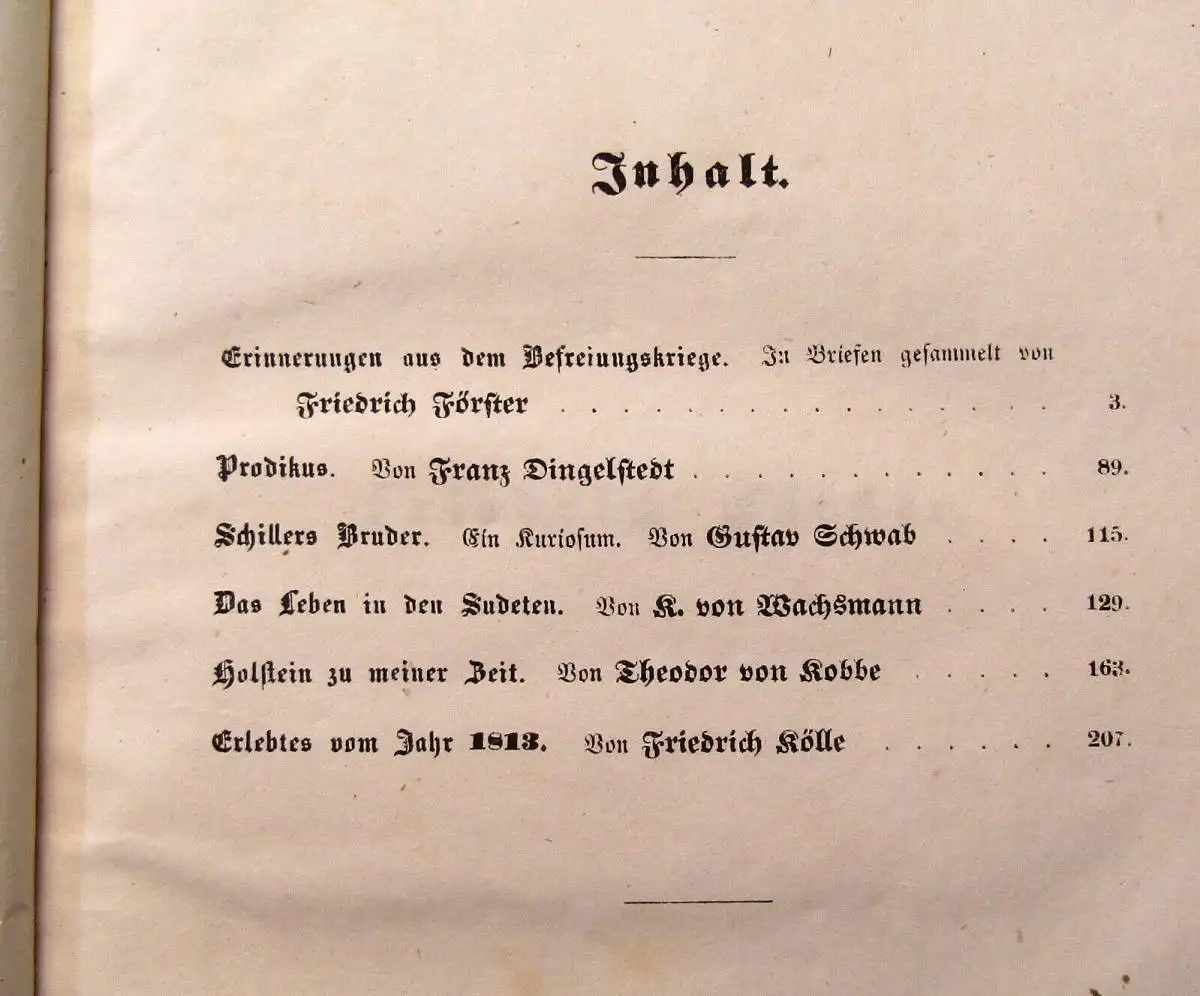 Inhalt.
Erinnerungen aus dem Befreiungskriege. In Briefen gesammelt von
Friedrich Förster . . . . . . . . . . . . . . . . . 3.
Prodikus. Von Franz Dingelstedt . . . . . . . . . . . . . 89.
Schillers Bruder. Ein Kuriosum. Von Gustav Schwab . . . . 115.
Das Leben in den Sudeten. Von K. von Wachsmann . . . . 129.
Holstein zu meiner Zeit. Von Theodor von Kobbe . . . . . 163.
Erlebtes vom Jahr 1813. Von Friedrich Kölle . . . . . . 207.